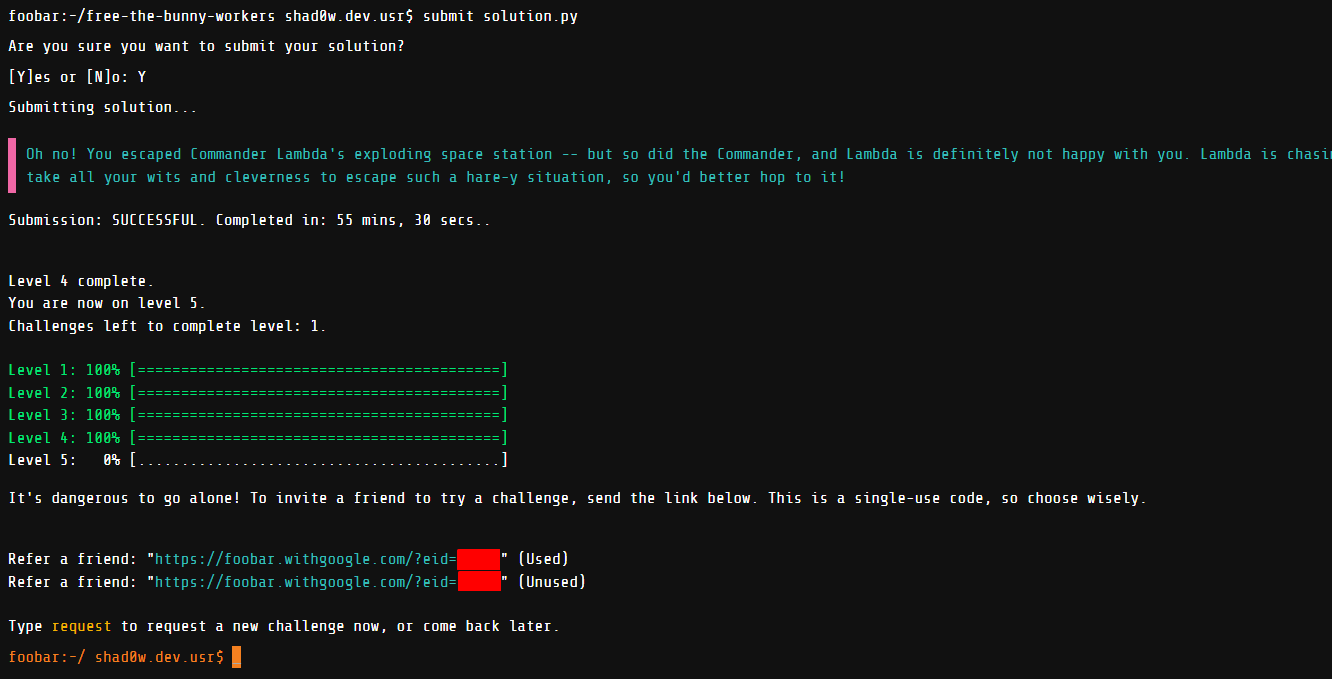 foobar:~/free-the-bunny-workers shad0w.dev.usr$ submit solution.py
Are you sure you want to submit your solution?
[Y]es or [N]o: Y
Submitting solution...
Oh no! You escaped Commander Lambda's exploding space station -- but so did the Commander, and Lambda is definitely not happy with you. Lambda is
take all your wits and cleverness to escape such a hare-y situation, so you'd better hop to it!
Submission: SUCCESSFUL. Completed in: 55 mins, 30 secs..
Level 4 complete.
You are now on level 5.
Challenges left to complete level: 1.
Level 1: 100% [==========================================]
Level 2: 100% [==========================================]
Level 3: 100% [==========================================]
Level 4: 100% [==========================================]
Level 5:   0% [..........................................]
It's dangerous to go alone! To invite a friend to try a challenge, send the link below. This is a single-use code, so choose wisely.
Refer a friend: "https://foobar.withgoogle.com/?eid=" (Used)
Refer a friend: "https://foobar.withgoogle.com/?eid=" (Unused)
Type request to request a new challenge now, or come back later.
foobar:~/ shad0w.dev.usr$